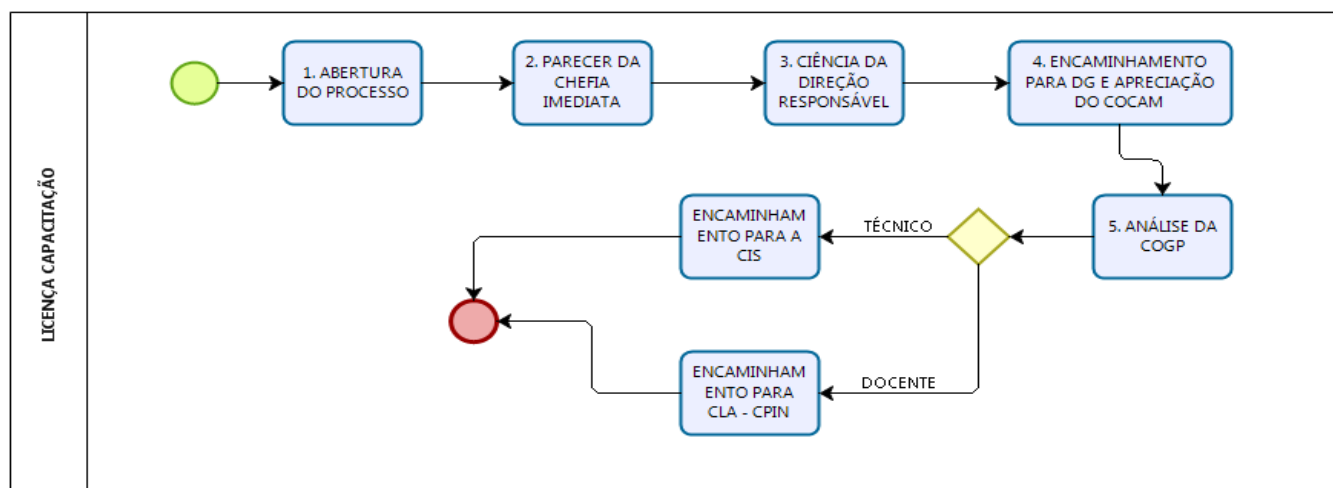 LICENÇA CAPACITAÇÃO
1. ABERTURA
DO PROCESSO
2. PARECER DA
CHEFIA
IMEDIATA
3. CIÊNCIA DA
DIREÇÃO
RESPONSÁVEL
4. ENCAMINHAMENTO
PARA DG E APRECIAÇÃO
DO COCAM
5. ANÁLISE DA
COGP
TÉCNICO
ENCAMINHAM
ENTO PARA A
CIS
DOCENTE
ENCAMINHAM
ENTO PARA
CLA - CPIN